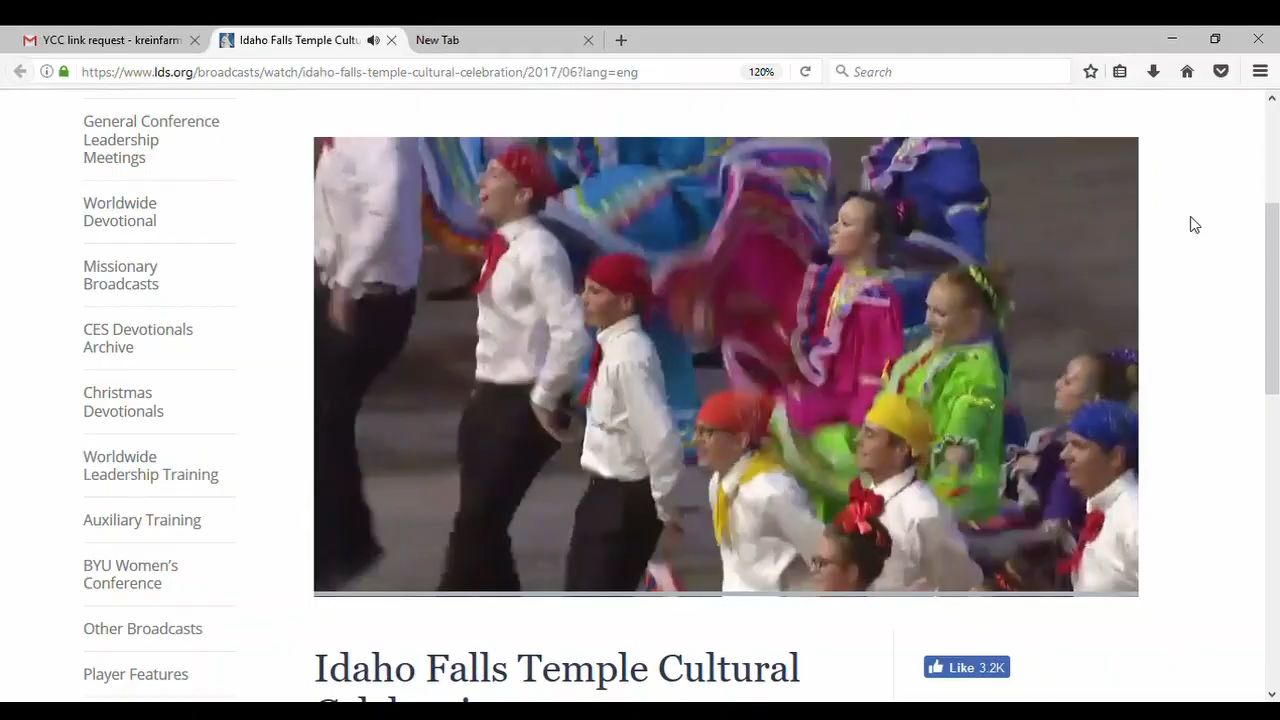 YCC link request - kreinfarm
Idaho Falls Temple Cultu
New Tab
https://www.lds.org/broadcasts/watch/idaho-falls-temple-cultural-celebration/2017/06?lang=eng
120%
Search
General Conference
Leadership
Meetings
Worldwide
Devotional
Missionary
Broadcasts
CES Devotionals
Archive
Christmas
Devotionals
Worldwide
Leadership Training
Auxiliary Training
BYU Women's
Conference
Other Broadcasts
Player Features
Idaho Falls Temple Cultural
Like 3.2K